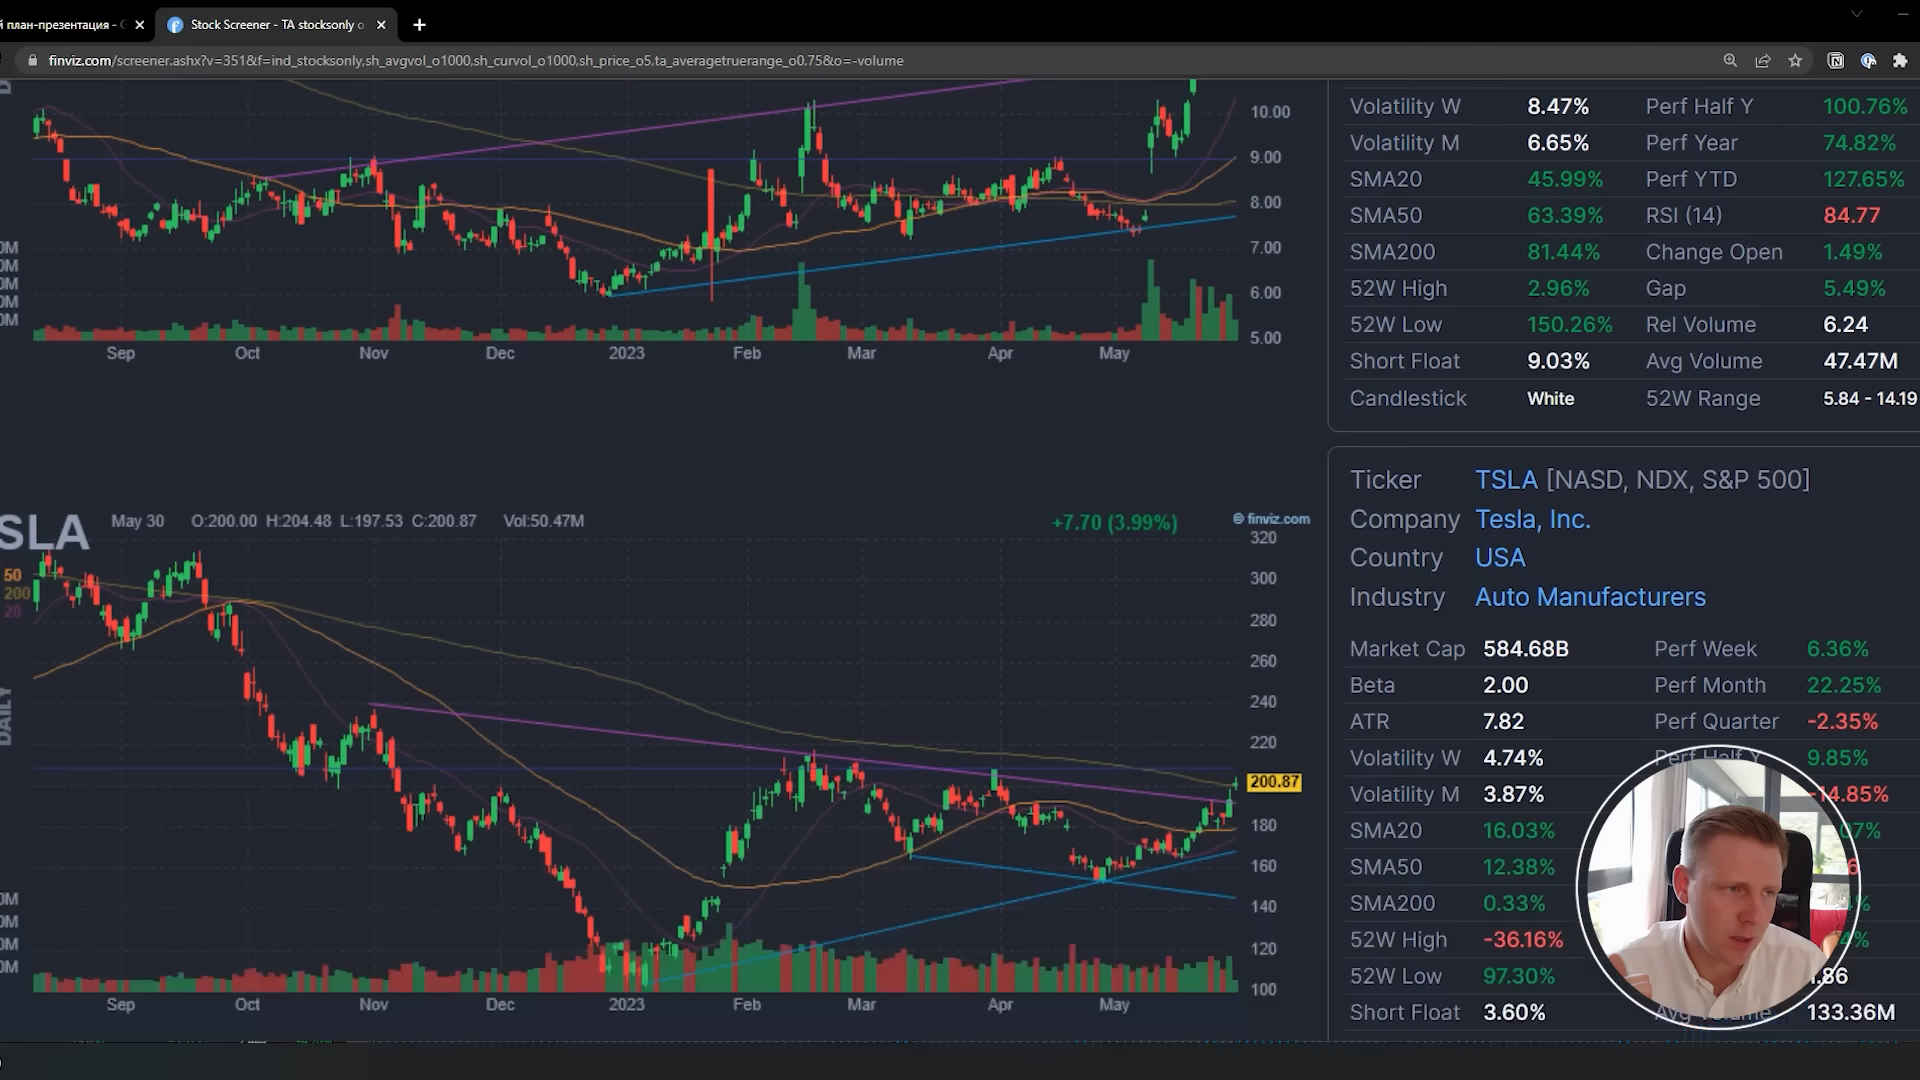 план-презентация -
Stock Screener - TA stocksonly o
finviz.com/screener.ashx?v=351&f=ind_stocksonly,sh_avgvol_o1000,sh_curvol_o1000,sh_price_o5,ta_averagetruerange_o0.75&o=-volume
10.00
9.00
8.00
7.00
6.00
5.00
Sep Oct Nov Dec 2023 Feb Mar Apr May
Volatility W 8.47% Perf Half Y 100.76%
Volatility M 6.65% Perf Year 74.82%
SMA20 45.99% Perf YTD 127.65%
SMA50 63.39% RSI (14) 84.77
SMA200 81.44% Change Open 1.49%
52W High 2.96% Gap 5.49%
52W Low 150.26% Rel Volume 6.24
Short Float 9.03% Avg Volume 47.47M
Candlestick White 52W Range 5.84 - 14.19
SLA May 30 O:200.00 H:204.48 L:197.53 C:200.87 Vol:50.47M +7.70 (3.99%) © finviz.com
50
200
20
DAILY
320
300
280
260
240
220
200.87
180
160
140
120
100
Sep Oct Nov Dec 2023 Feb Mar Apr May
Ticker TSLA [NASD, NDX, S&P 500]
Company Tesla, Inc.
Country USA
Industry Auto Manufacturers
Market Cap 584.68B Perf Week 6.36%
Beta 2.00 Perf Month 22.25%
ATR 7.82 Perf Quarter -2.35%
Volatility W 4.74% Perf Half Y 9.85%
Volatility M 3.87% -14.85%
SMA20 16.03%
SMA50 12.38%
SMA200 0.33%
52W High -36.16%
52W Low 97.30%
Short Float 3.60% Avg Volume 133.36M